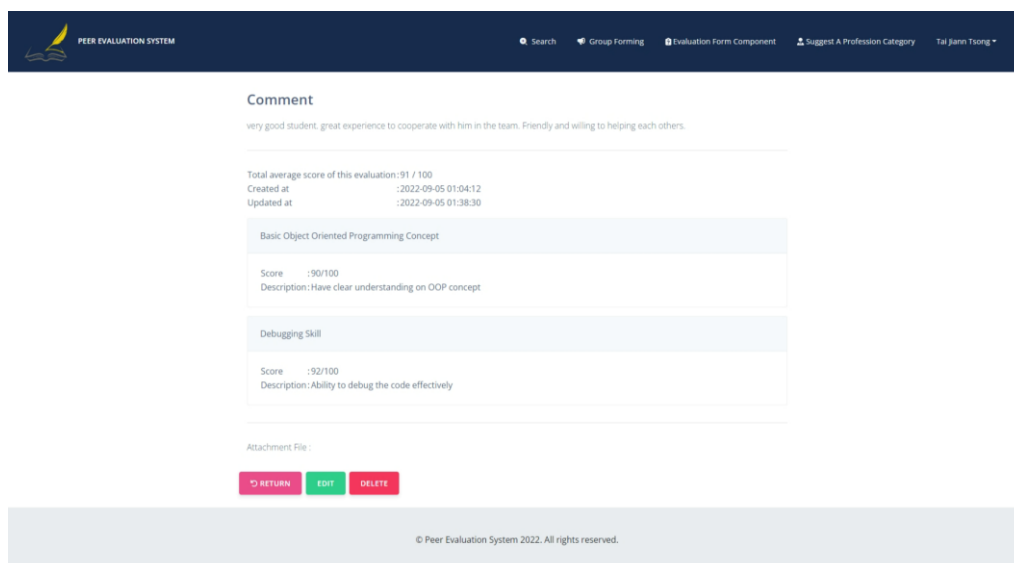 PEER EVALUATION SYSTEM
Search
Group Forming
Evaluation Form Component
Suggest A Profession Category
Tai Jiann Tsong
Comment
very good student. great experience to cooperate with him in the team. Friendly and wiling to helping each others.
Total average score of this evaluation:91 / 100
Created at :2022-09-05 01:04:12
Updated at :2022-09-05 01:38:30
Basic Object Oriented Programming Concept
Score :90/100
Description:Have clear understanding on OOP concept
Debugging Skill
Score :92/100
Description:Ability to debug the code effectively
Attachment File :
RETURN
EDIT
DELETE
© Peer Evaluation System 2022. All rights reserved.